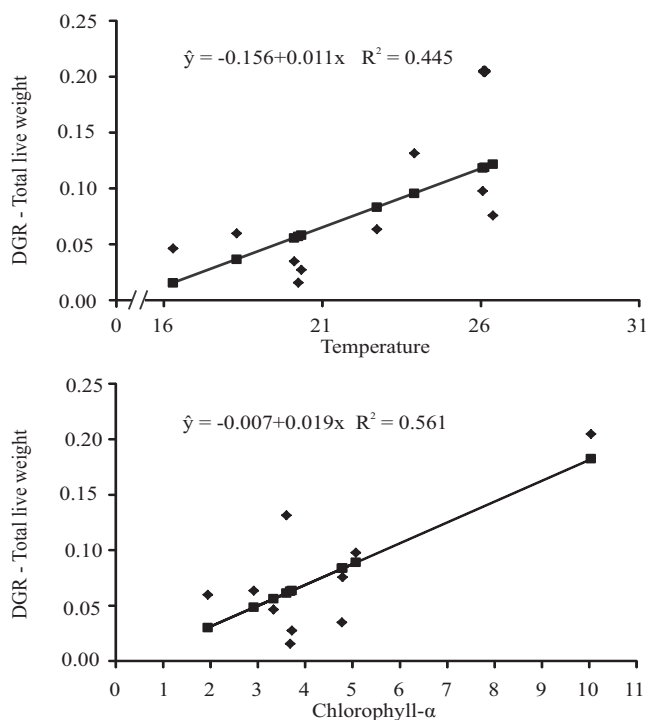 ŷ = -0.156+0.011x R² = 0.445
DGR - Total live weight
0.25
0.20
0.15
0.10
0.05
0.00
0 16 21 26 31
Temperature
ŷ = -0.007+0.019x R² = 0.561
DGR - Total live weight
0.25
0.20
0.15
0.10
0.05
0.00
0 1 2 3 4 5 6 7 8 9 10 11
Chlorophyll-α